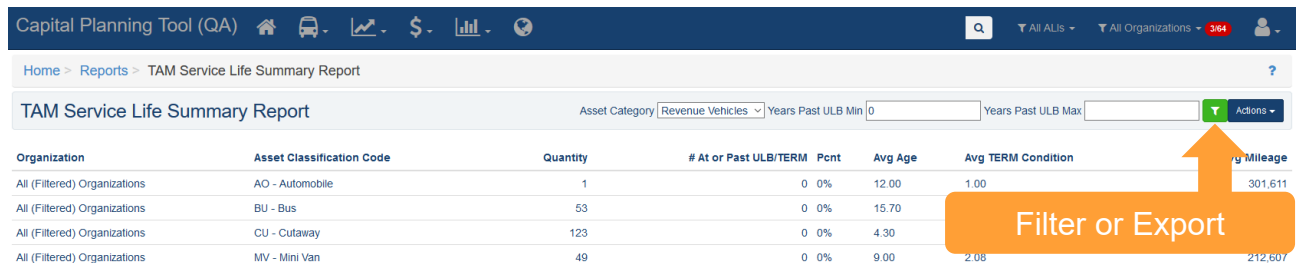 Capital Planning Tool (QA) $ All ALIs All Organizations 3/64
Home > Reports > TAM Service Life Summary Report ?
TAM Service Life Summary Report Asset Category Revenue Vehicles Years Past ULB Min 0 Years Past ULB Max Actions
Organization Asset Classification Code Quantity # At or Past ULB/TERM Pcnt Avg Age Avg TERM Condition Mileage
All (Filtered) Organizations AO - Automobile 1 0 0% 12.00 1.00 301,611
All (Filtered) Organizations BU - Bus 53 0 0% 15.70
All (Filtered) Organizations CU - Cutaway 123 0 0% 4.30
All (Filtered) Organizations MV - Mini Van 49 0 0% 9.00 2.08 212,607
Filter or Export